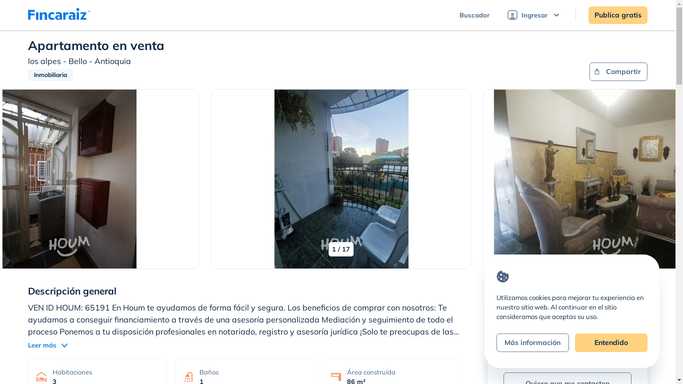 Fincaraiz
Buscador
Ingresar
Publica gratis
Apartamento en venta
los alpes - Bello - Antioquia
Inmobiliaria
Compartir
HOUM
HOUM
HOUM
1 / 17
Descripción general
VEN ID HOUM: 65191 En Houm te ayudamos de forma fácil y segura. Los beneficios de comprar con nosotros: Te
ayudamos a conseguir financiamiento a través de una asesoría personalizada Mediación y seguimiento de todo el
proceso Ponemos a tu disposición profesionales en notariado, registro y asesoría jurídica ¡Solo te preocupas de las...
Leer más
Habitaciones
3
Baños
1
Área construida
86 m²
Utilizamos cookies para mejorar tu experiencia en
nuestro sitio web. Al continuar en el sitio
consideramos que aceptas su uso.
Más información
Entendido
Quiero que me contacten